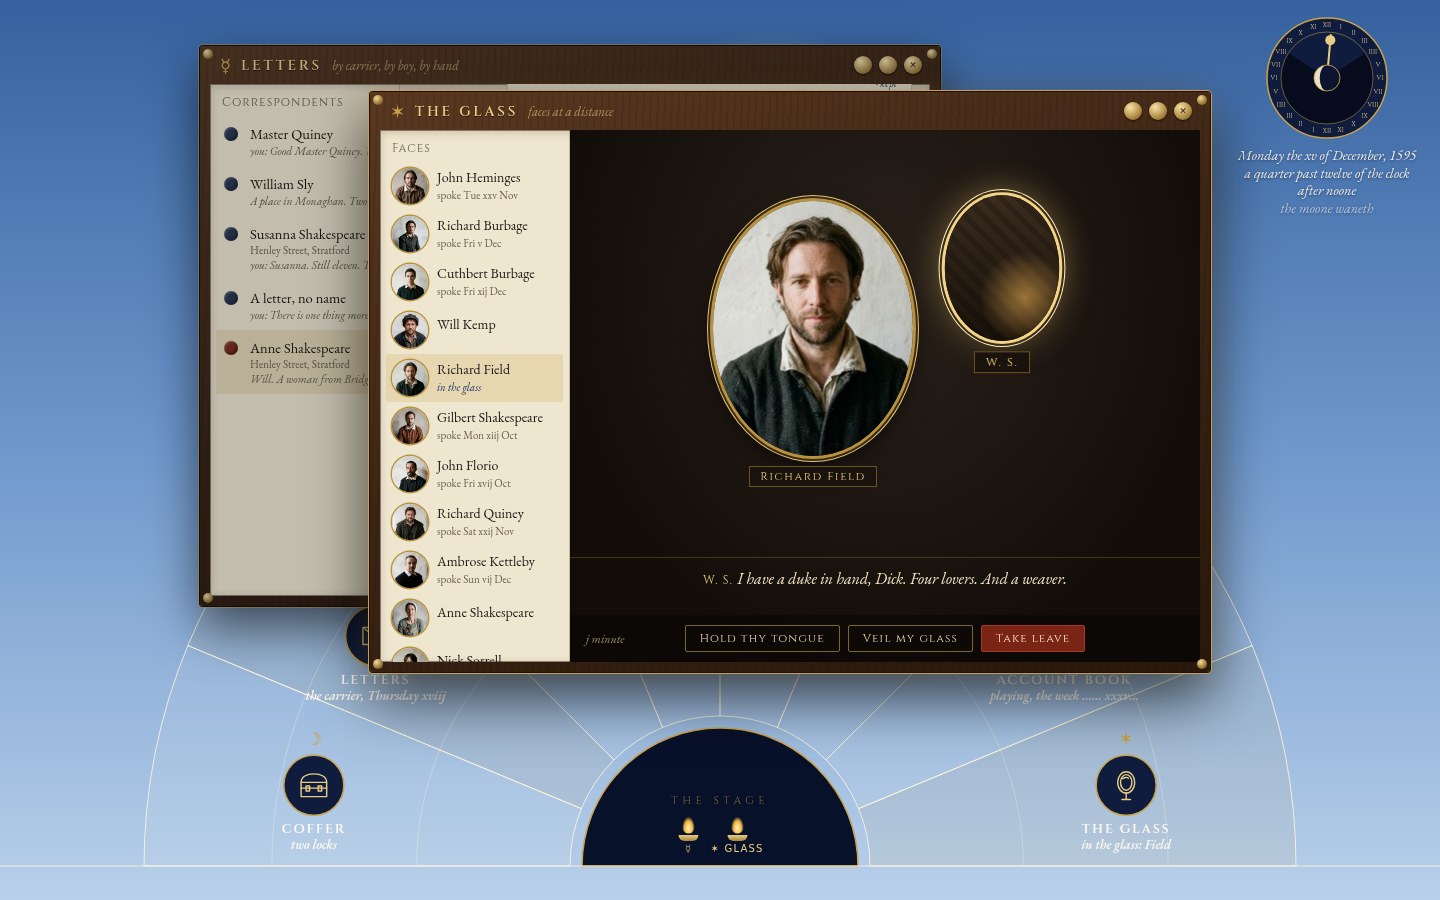 LETTERS by carrier, by boy, by hand
CORRESPONDENTS
Master Quiney
you: Good Master Quiney.
William Sly
A place in Monaghan. Two
Susanna Shakespeare
Henley Street, Stratford
you: Susanna. Still eleven.
A letter, no name
you: There is one thing more
Anne Shakespeare
Henley Street, Stratford
Will. A woman from Bridg
THE GLASS faces at a distance
FACES
John Heminges
spoke Tue xxv Nov
Richard Burbage
spoke Fri v Dec
Cuthbert Burbage
spoke Fri xij Dec
Will Kemp
Richard Field
in the glass
Gilbert Shakespeare
spoke Mon xiij Oct
John Florio
spoke Fri xvij Oct
Richard Quiney
spoke Sat xxij Nov
Ambrose Kettleby
spoke Sun vij Dec
Anne Shakespeare
Nick Sorrell
RICHARD FIELD
W. S.
W. S. I have a duke in hand, Dick. Four lovers. And a weaver.
j minute
HOLD THY TONGUE
VEIL MY GLASS
TAKE LEAVE
Monday the xv of December, 1595
a quarter past twelve of the clock
after noone
the moone waneth
LETTERS
the carrier, Thursday xviij
ACCOUNT BOOK
playing, the week ...... xxxv...
COFFER
two locks
THE STAGE
GLASS
THE GLASS
in the glass: Field